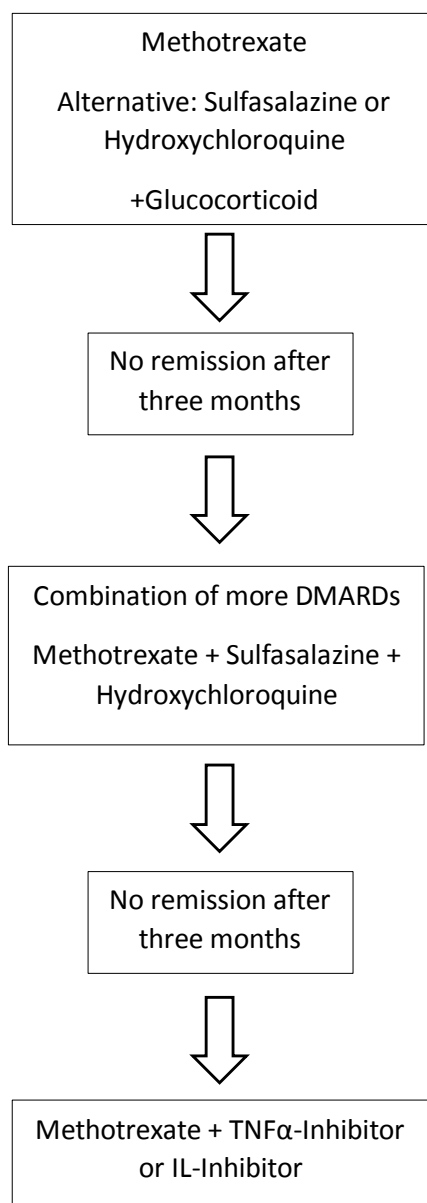 Methotrexate
Alternative: Sulfasalazine or
Hydroxychloroquine
+Glucocorticoid
No remission after
three months
Combination of more DMARDs
Methotrexate + Sulfasalazine +
Hydroxychloroquine
No remission after
three months
Methotrexate + TNFα-Inhibitor
or IL-Inhibitor